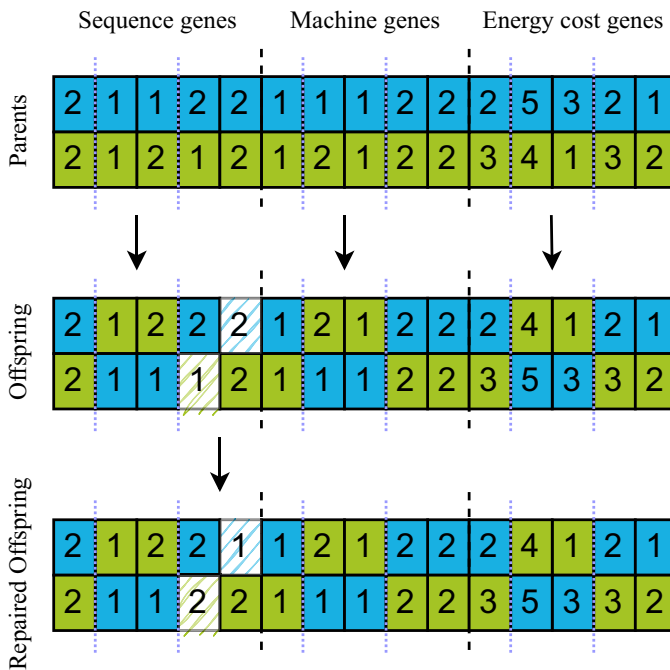 Sequence genes Machine genes Energy cost genes
Parents
2 1 1 2 2 1 1 1 2 2 2 5 3 2 1
2 1 2 1 2 1 2 1 2 2 3 4 1 3 2
Offspring
2 1 2 2 2 1 2 1 2 2 2 4 1 2 1
2 1 1 1 2 1 1 1 2 2 3 5 3 3 2
Repaired Offspring
2 1 2 2 1 1 2 1 2 2 2 4 1 2 1
2 1 1 2 2 1 1 1 2 2 3 5 3 3 2